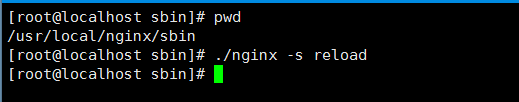 [root@localhost sbin]# pwd
/usr/local/nginx/sbin
[root@localhost sbin]# ./nginx -s reload
[root@localhost sbin]#